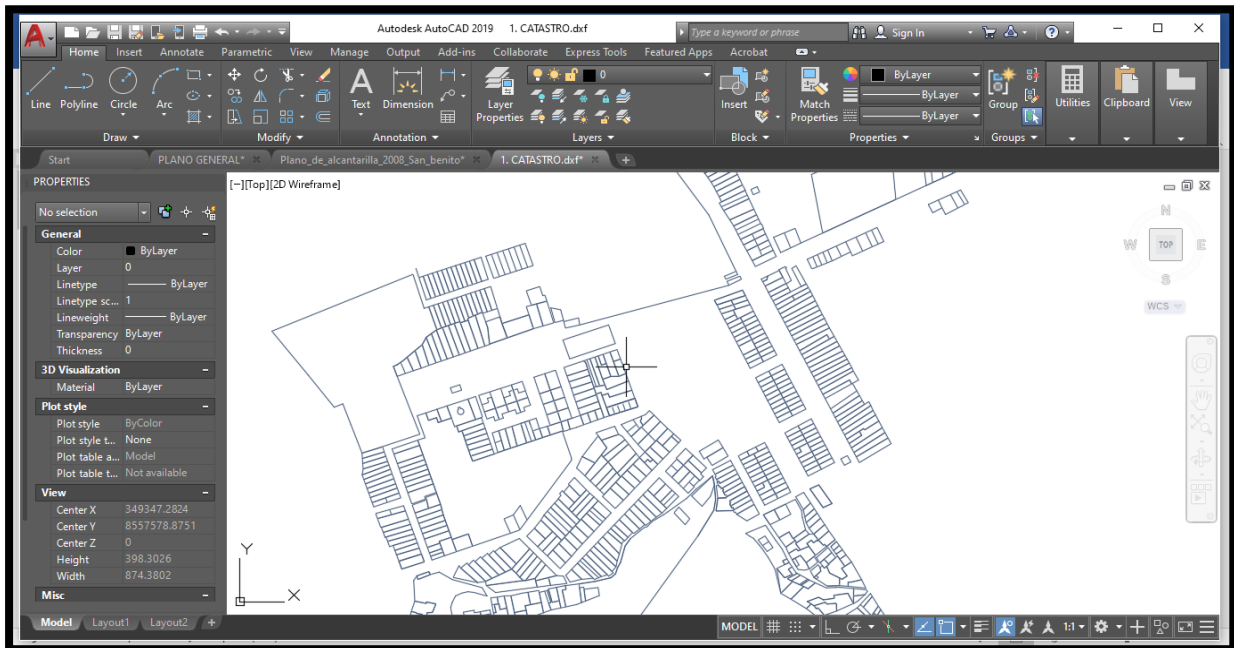 Autodesk AutoCAD 2019 1. CATASTRO.dxf
Type a keyword or phrase
Sign In
Home Insert Annotate Parametric View Manage Output Add-ins Collaborate Express Tools Featured Apps Acrobat
0
ByLayer
ByLayer
ByLayer
Line Polyline Circle Arc
Text Dimension
Layer Properties
Insert
Match Properties
Group
Utilities Clipboard View
Draw Modify Annotation Layers Block Properties Groups
Start PLANO GENERAL* Plano_de_alcantarilla_2008_San_benito* 1. CATASTRO.dxf*
PROPERTIES
[−][Top][2D Wireframe]
No selection
General
Color ByLayer
Layer 0
Linetype ByLayer
Linetype sc... 1
Lineweight ByLayer
Transparency ByLayer
Thickness 0
3D Visualization
Material ByLayer
Plot style
Plot style ByColor
Plot style t... None
Plot table a... Model
Plot table t... Not available
View
Center X 349347.2824
Center Y 8557578.8751
Center Z 0
Height 398.3026
Width 874.3802
Misc
N
W TOP E
S
WCS
Y
X
Model Layout1 Layout2 +
MODEL 1:1